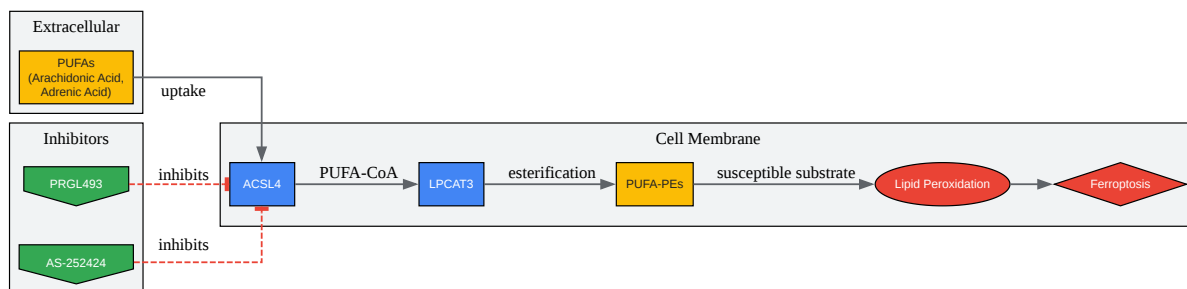 Extracellular
PUFAs
(Arachidonic Acid,
Adrenic Acid)
uptake
Inhibitors
PRGL493
inhibits
AS-252424
inhibits
Cell Membrane
ACSL4
PUFA-CoA
LPCAT3
esterification
PUFA-PEs
susceptible substrate
Lipid Peroxidation
Ferroptosis